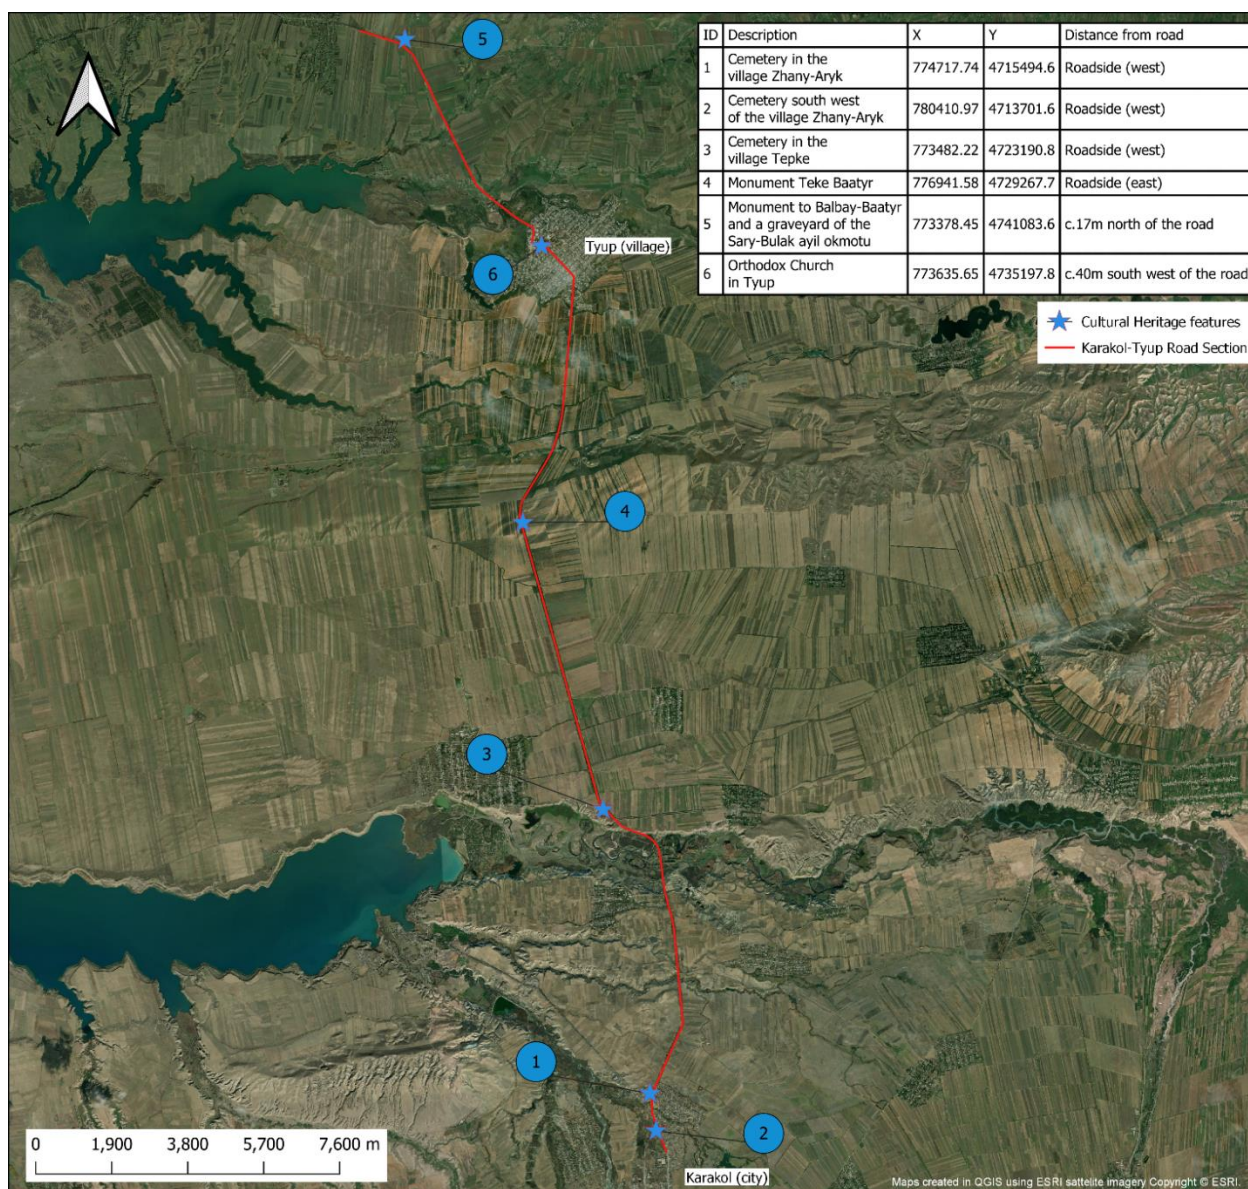 ID Description X Y Distance from road
1 Cemetery in the village Zhany-Aryk 774717.74 4715494.6 Roadside (west)
2 Cemetery south west of the village Zhany-Aryk 780410.97 4713701.6 Roadside (west)
3 Cemetery in the village Tepke 773482.22 4723190.8 Roadside (west)
4 Monument Teke Baatyr 776941.58 4729267.7 Roadside (east)
5 Monument to Balbay-Baatyr and a graveyard of the Sary-Bulak ayil okmotu 773378.45 4741083.6 c.17m north of the road
6 Orthodox Church in Tyup 773635.65 4735197.8 c.40m south west of the road
Cultural Heritage features
Karakol-Tyup Road Section
5
Tyup (village)
6
4
3
1
2
Karakol (city)
0 1,900 3,800 5,700 7,600 m
Maps created in QGIS using ESRI sattelite imagery Copyright © ESRI.